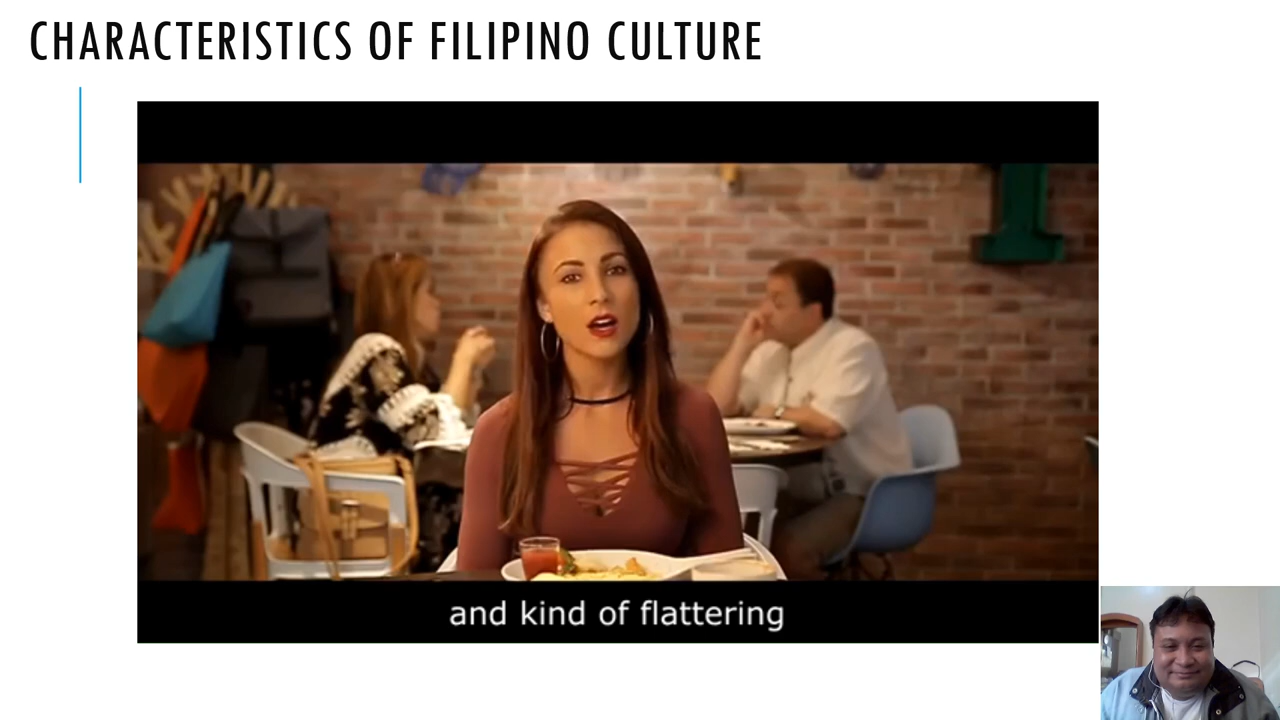 CHARACTERISTICS OF FILIPINO CULTURE
and kind of flattering